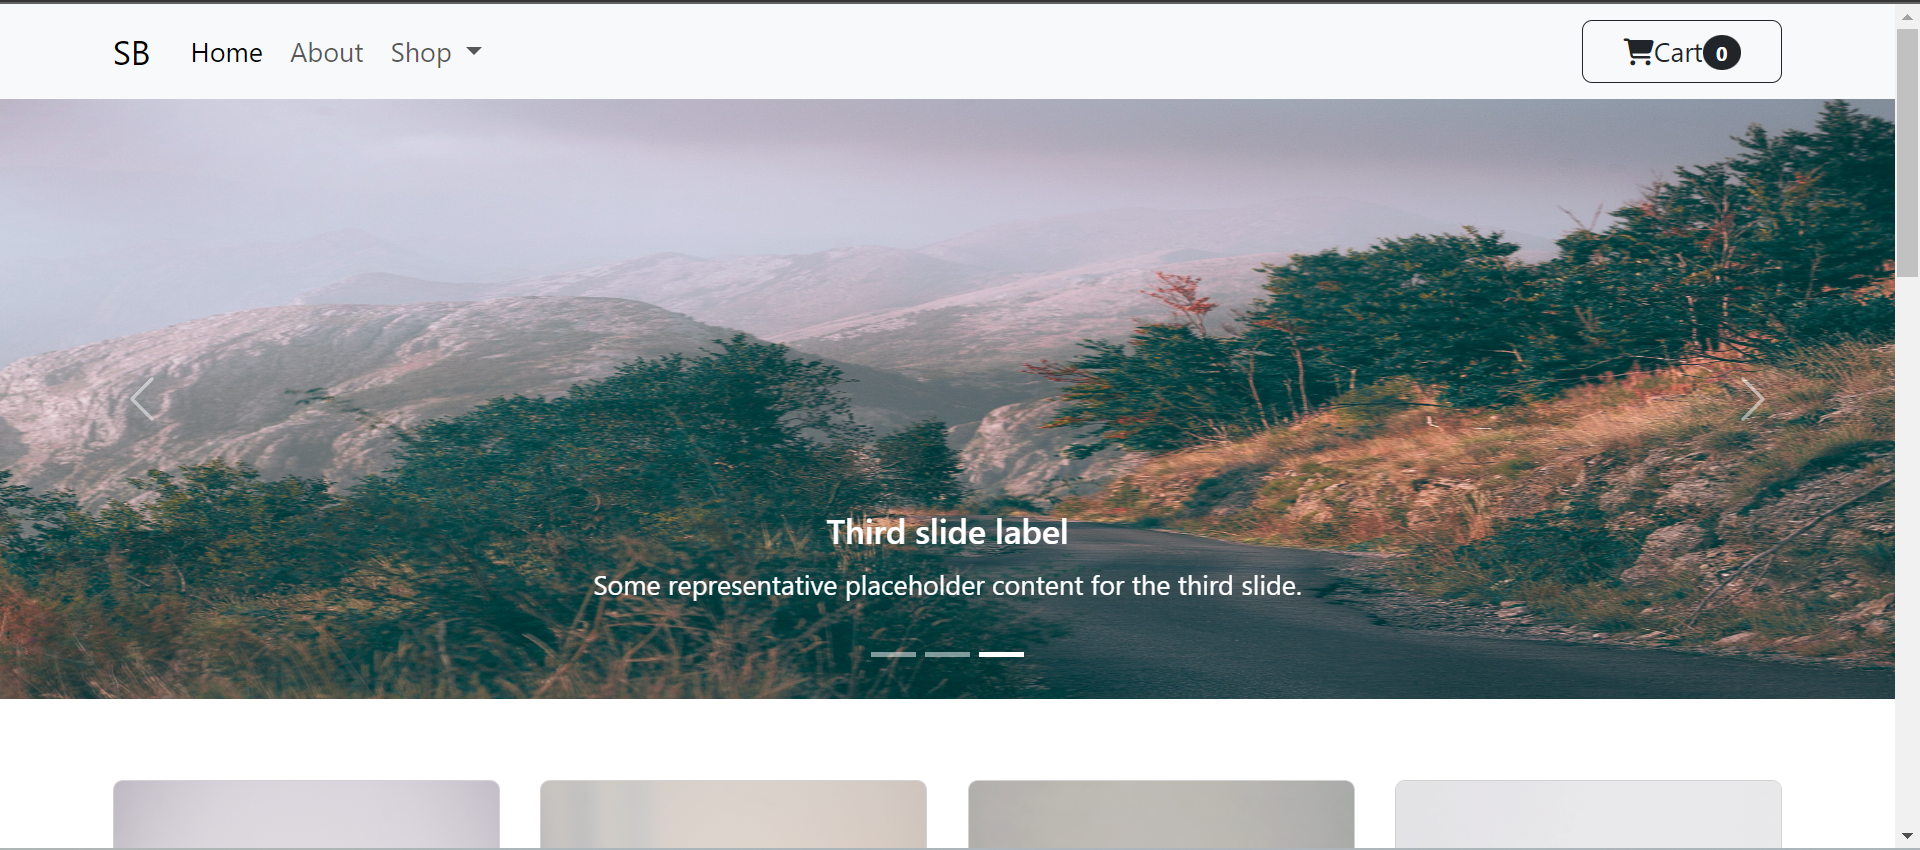 SB Home About Shop Cart 0
Third slide label
Some representative placeholder content for the third slide.